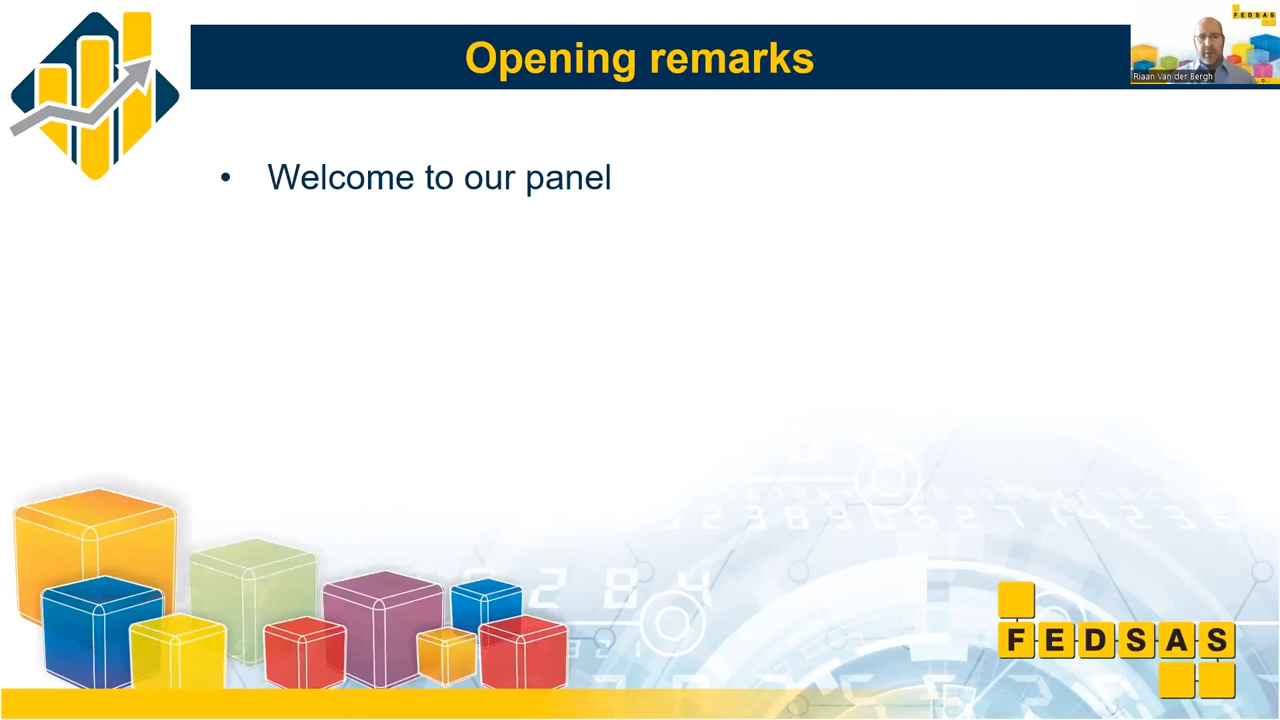 Opening remarks
FEDSAS
Riaan Van der Bergh
• Welcome to our panel
FEDSAS